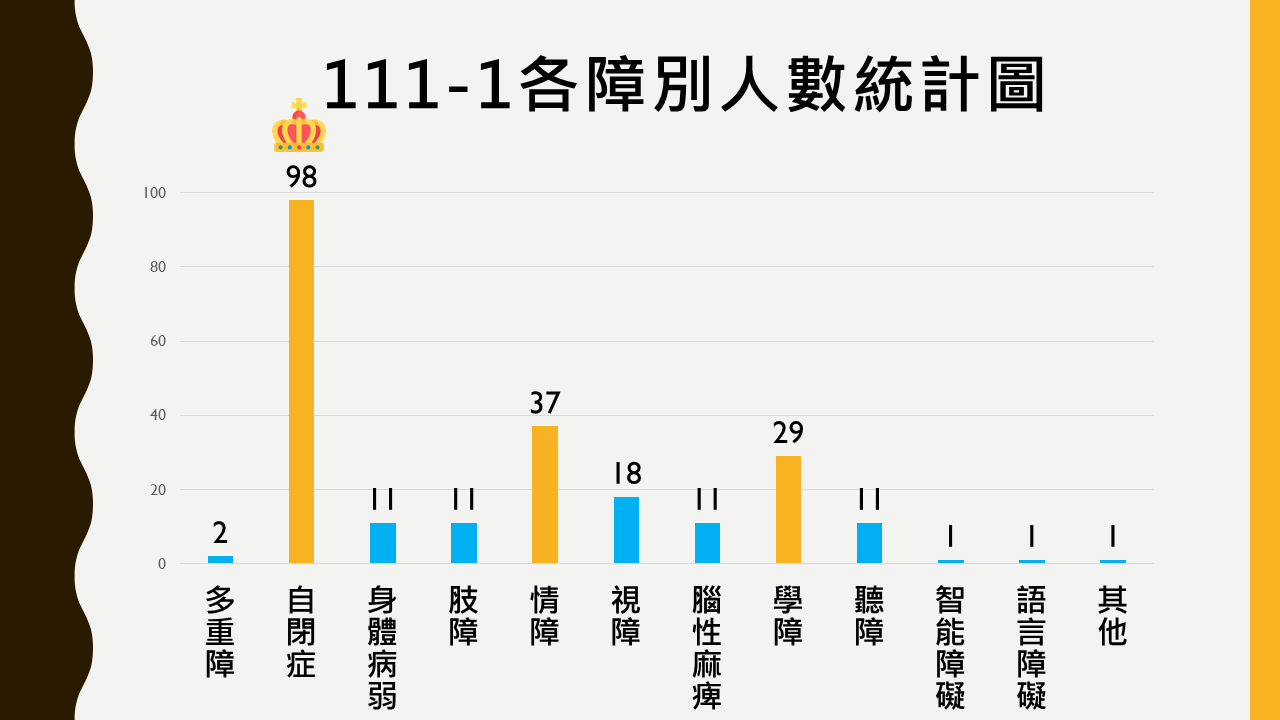 111-1各障別人數統計圖
98
100
80
60
37
40
29
18
20
11
11
11
11
2
1
1
1
0
多重障
自閉症
身體病弱
肢障
情障
視障
腦性麻痺
學障
聽障
智能障礙
語言障礙
其他